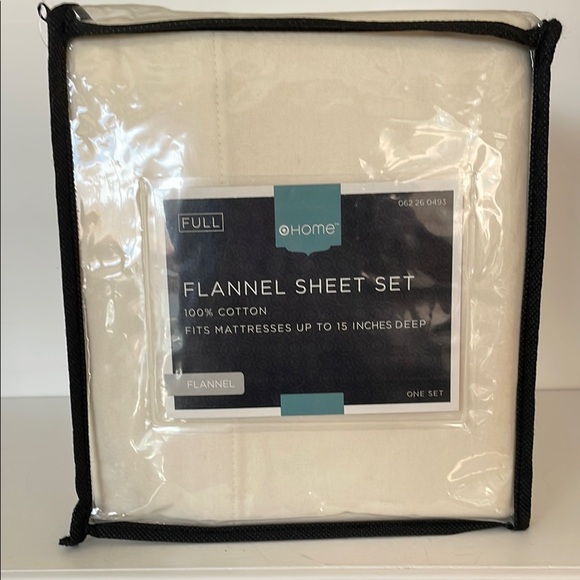 FULL
HOME™
062 26 0493
FLANNEL SHEET SET
100% COTTON
FITS MATTRESSES UP TO 15 INCHES DEEP
FLANNEL
ONE SET